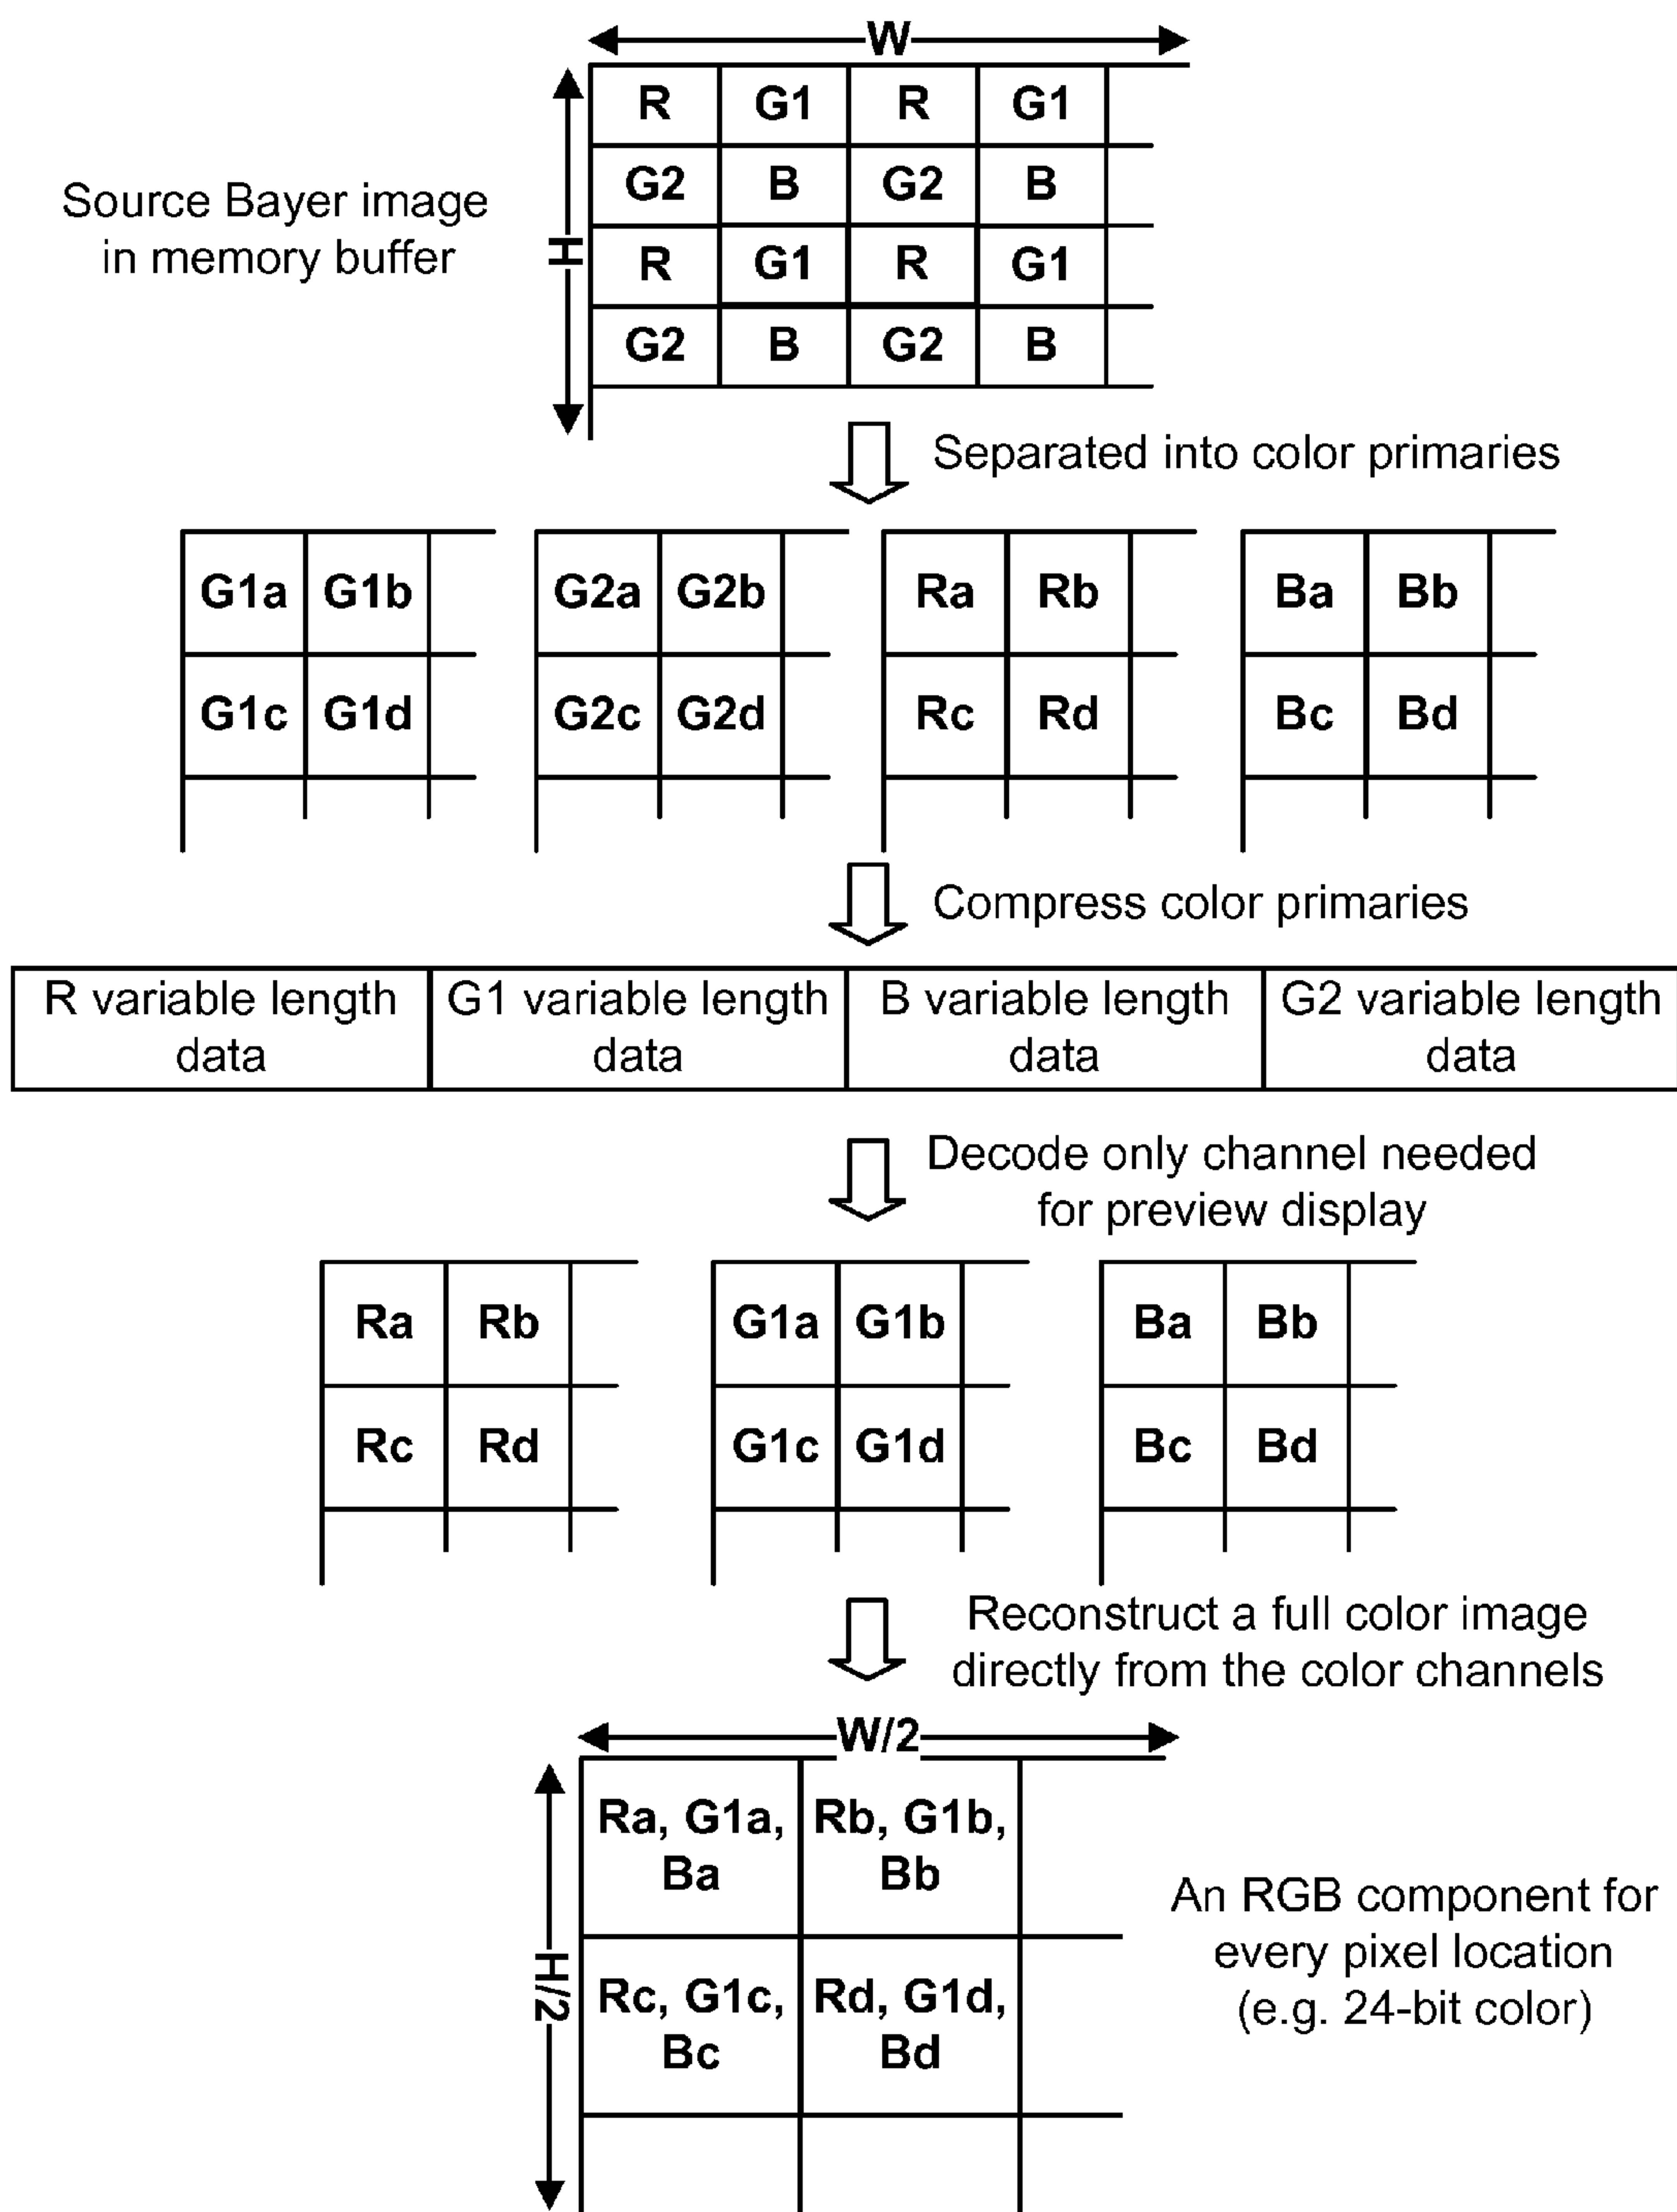 W
R G1 R G1
G2 B G2 B
Source Bayer image
in memory buffer
H
R G1 R G1
G2 B G2 B
Separated into color primaries
G1a G1b G2a G2b Ra Rb Ba Bb
G1c G1d G2c G2d Rc Rd Bc Bd
Compress color primaries
R variable length
data
G1 variable length
data
B variable length
data
G2 variable length
data
Decode only channel needed
for preview display
Ra Rb G1a G1b Ba Bb
Rc Rd G1c G1d Bc Bd
Reconstruct a full color image
directly from the color channels
W/2
H/2
Ra, G1a,
Ba
Rb, G1b,
Bb
Rc, G1c,
Bc
Rd, G1d,
Bd
An RGB component for
every pixel location
(e.g. 24-bit color)